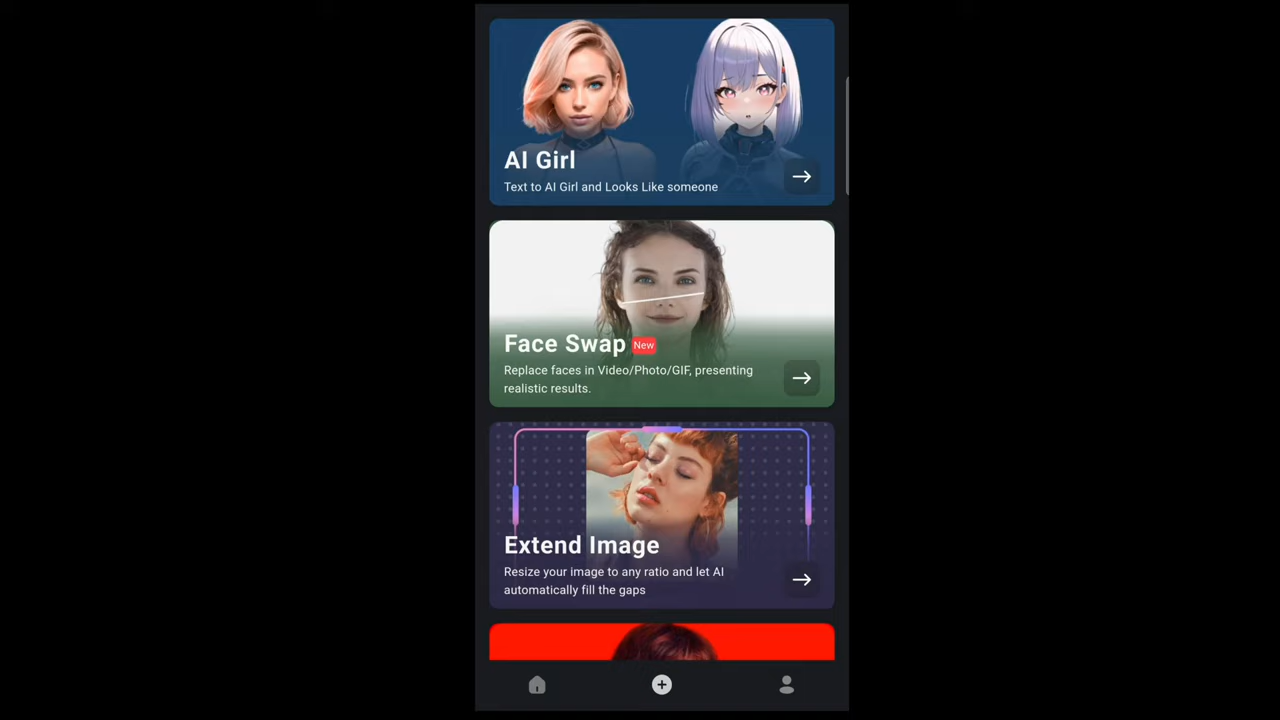 AI Girl
Text to AI Girl and Looks Like someone
Face Swap New
Replace faces in Video/Photo/GIF, presenting
realistic results.
Extend Image
Resize your image to any ratio and let AI
automatically fill the gaps